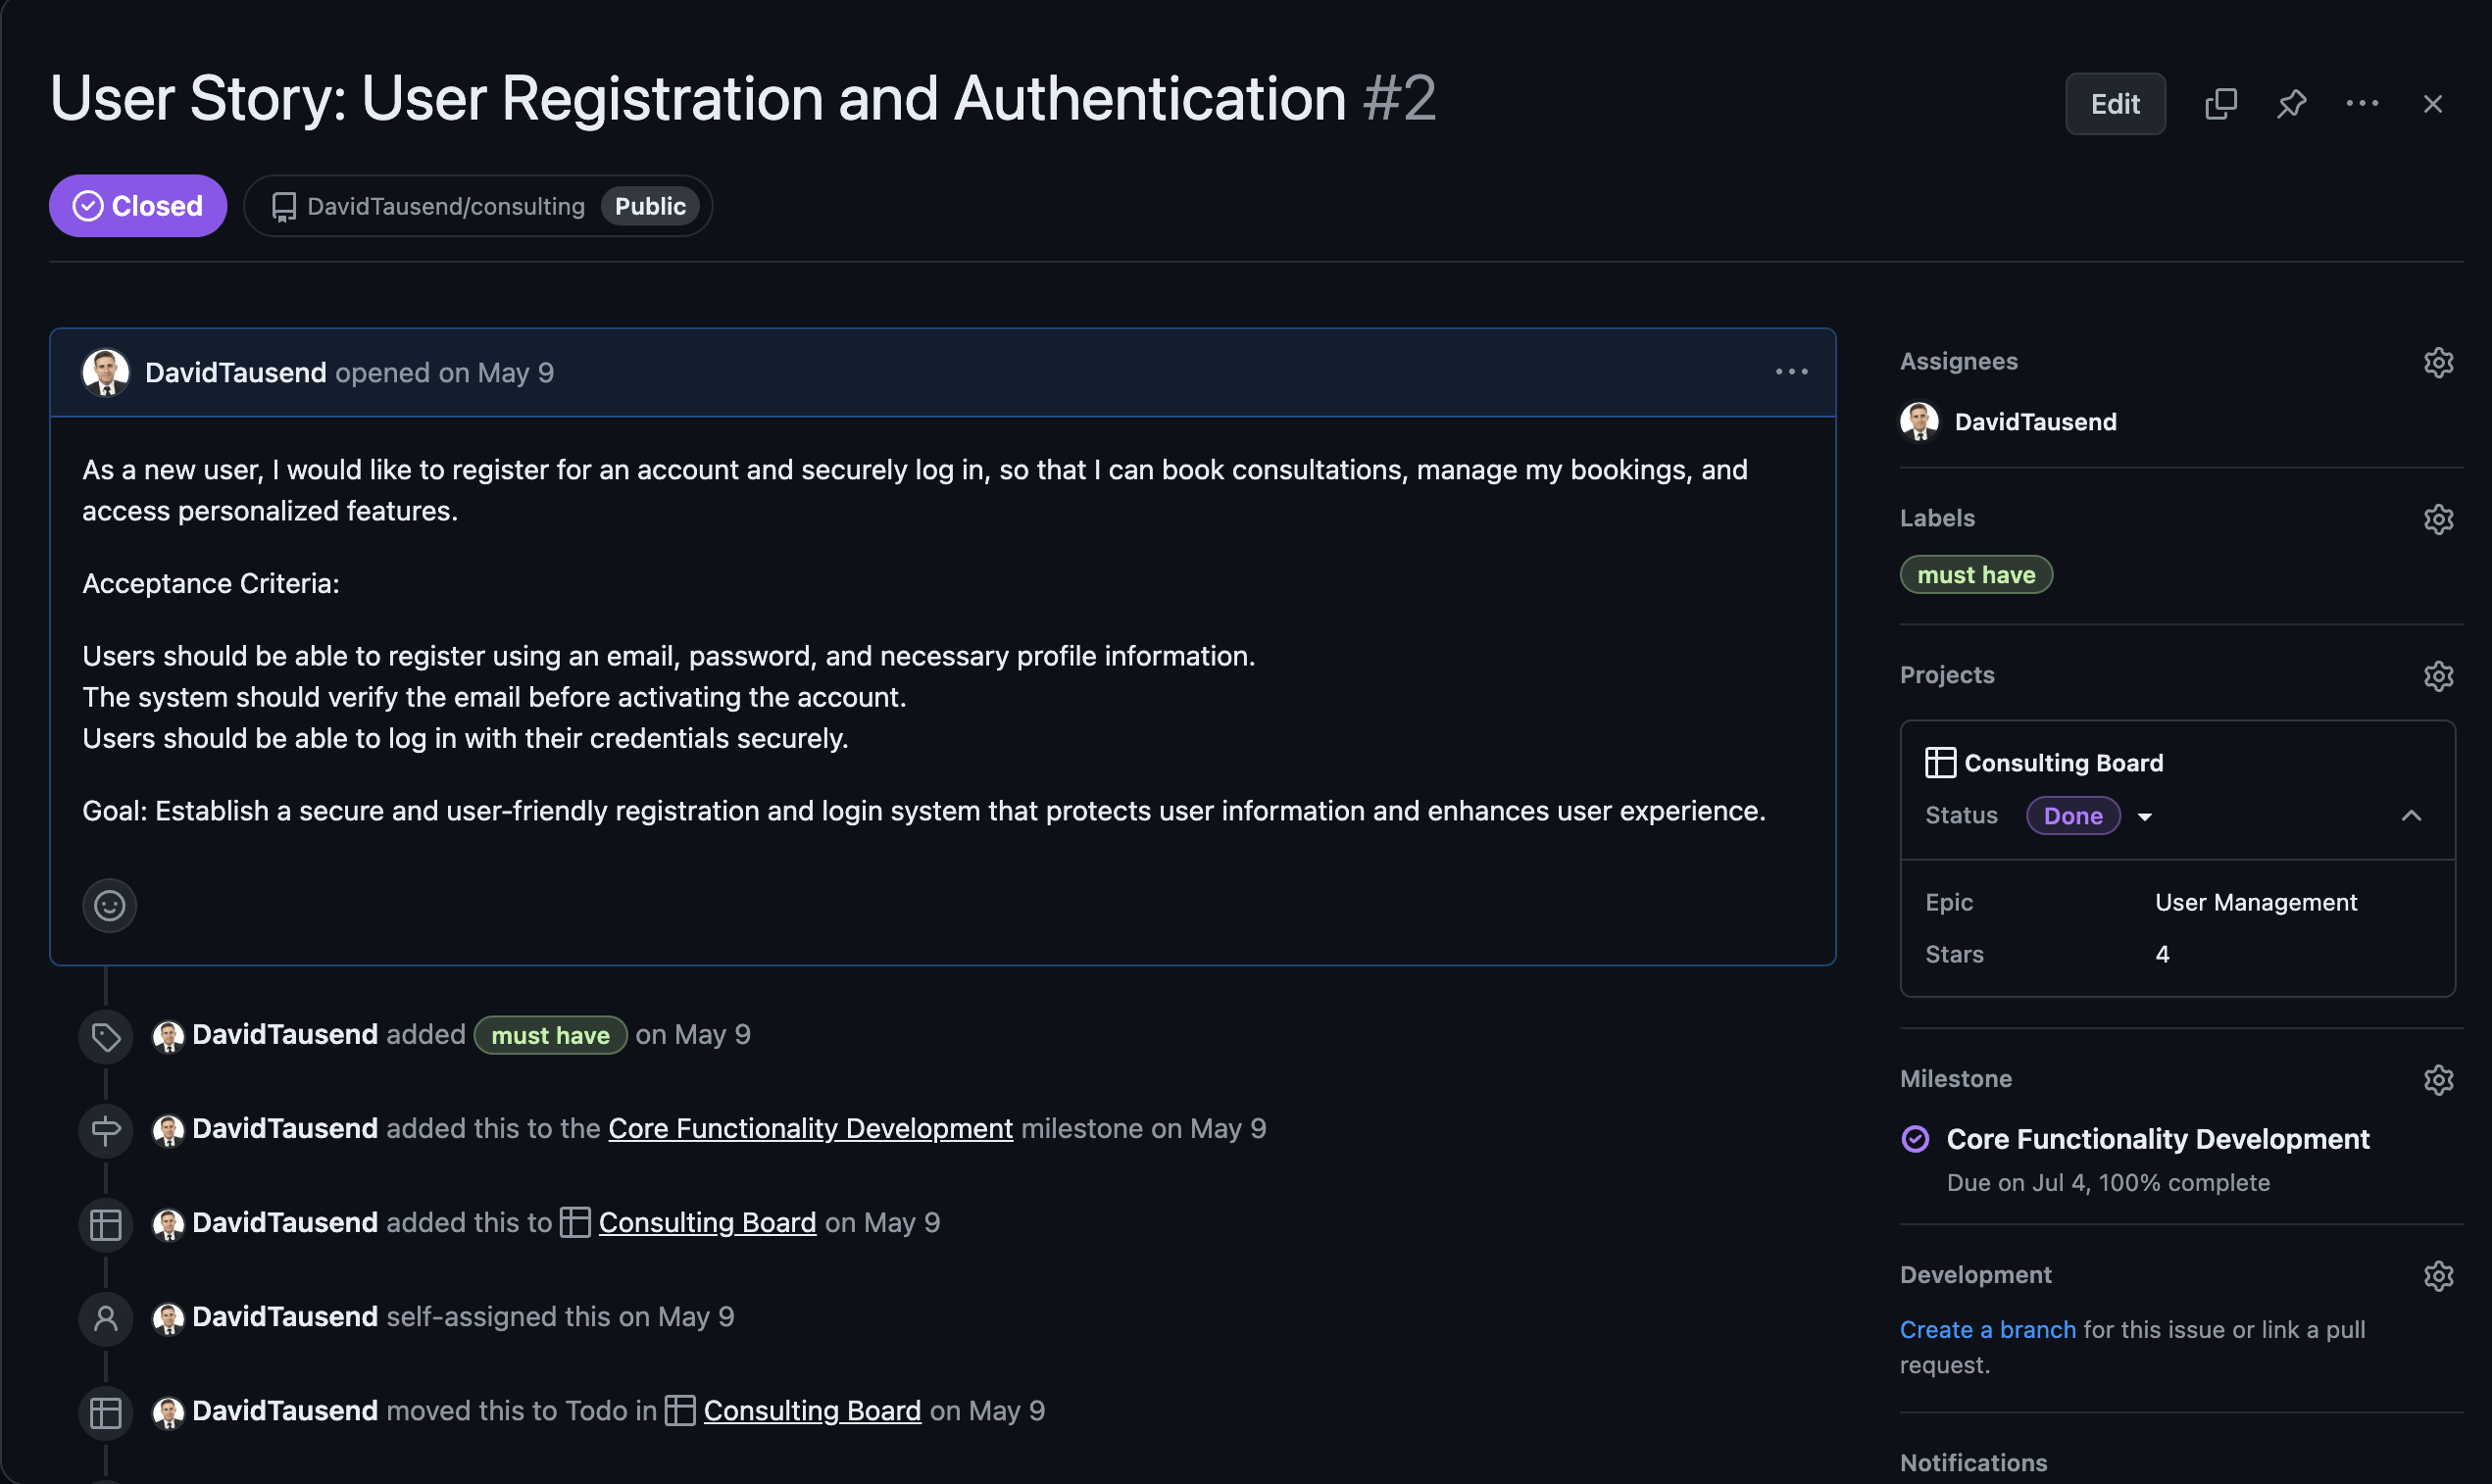 User Story: User Registration and Authentication #2
Edit
Closed
DavidTausend/consulting Public
DavidTausend opened on May 9
As a new user, I would like to register for an account and securely log in, so that I can book consultations, manage my bookings, and
access personalized features.
Acceptance Criteria:
Users should be able to register using an email, password, and necessary profile information.
The system should verify the email before activating the account.
Users should be able to log in with their credentials securely.
Goal: Establish a secure and user-friendly registration and login system that protects user information and enhances user experience.
DavidTausend added must have on May 9
DavidTausend added this to the Core Functionality Development milestone on May 9
DavidTausend added this to Consulting Board on May 9
DavidTausend self-assigned this on May 9
DavidTausend moved this to Todo in Consulting Board on May 9
Assignees
DavidTausend
Labels
must have
Projects
Consulting Board
Status Done
Epic User Management
Stars 4
Milestone
Core Functionality Development
Due on Jul 4, 100% complete
Development
Create a branch for this issue or link a pull
request.
Notifications